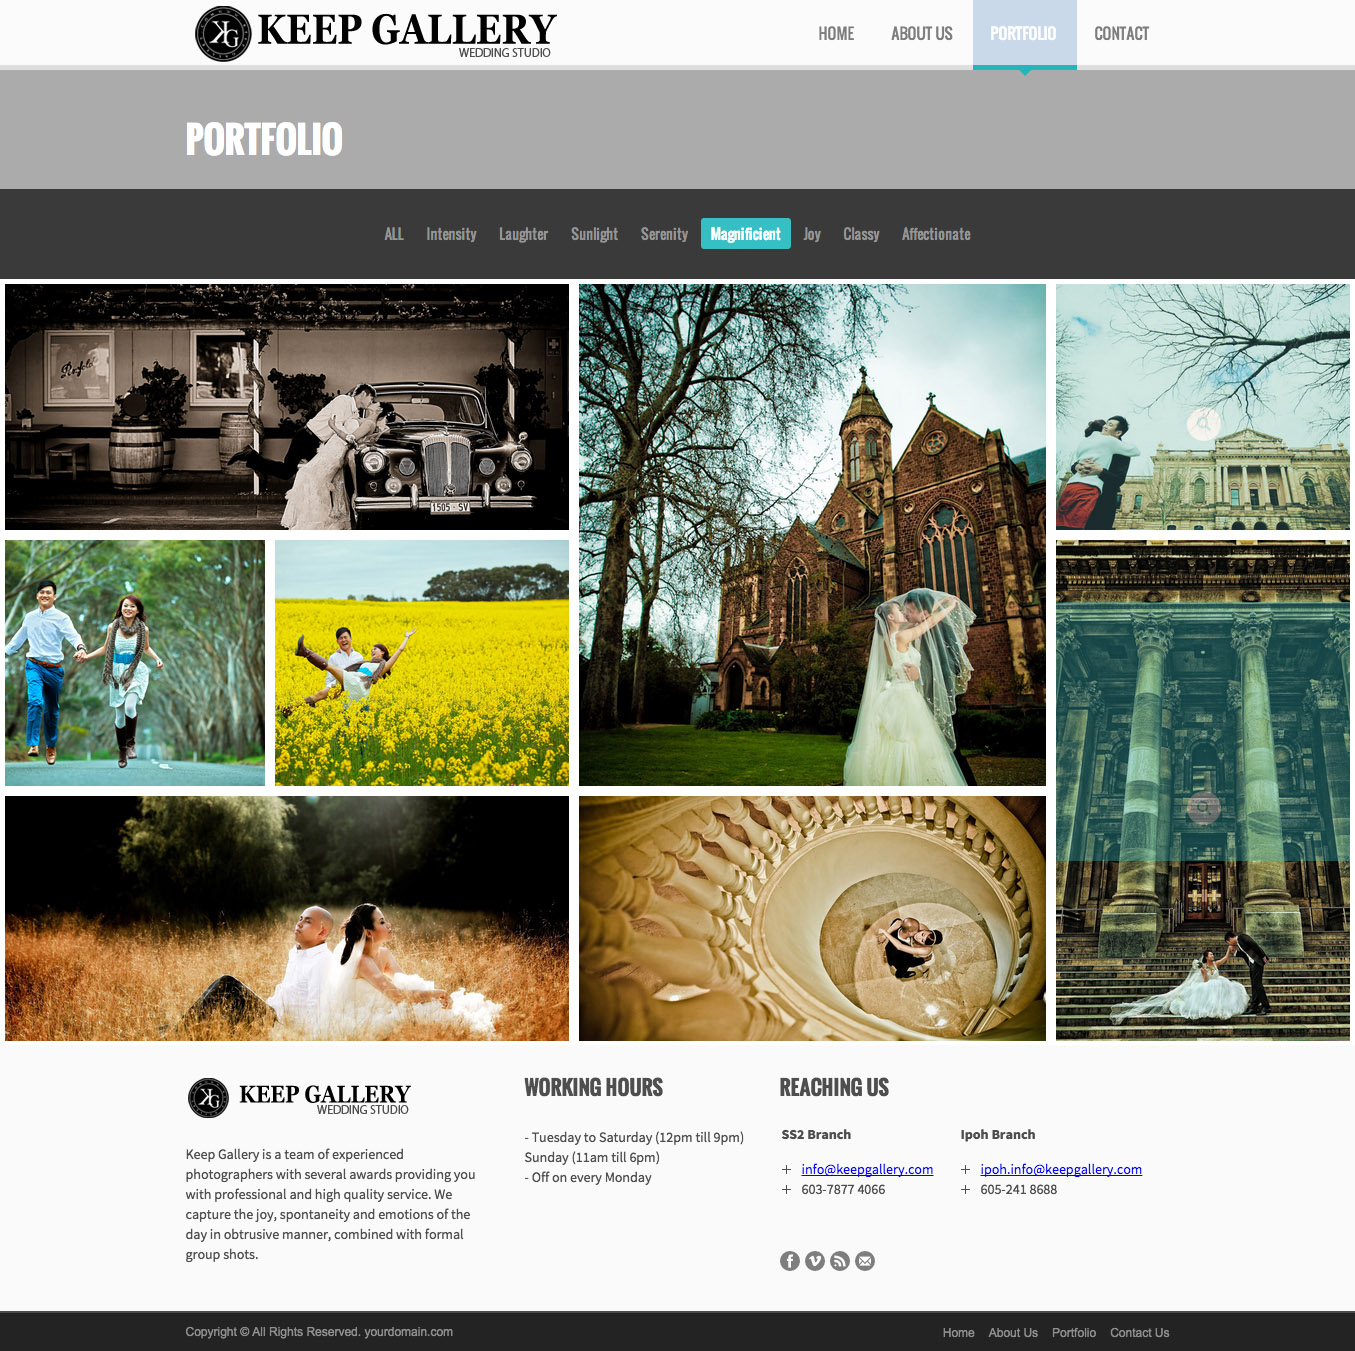 KG KEEP GALLERY
WEDDING STUDIO
HOME ABOUT US PORTFOLIO CONTACT
PORTFOLIO
ALL Intensity Laughter Sunlight Serenity Magnificient Joy Classy Affectionate
1505·SV
KG KEEP GALLERY
WEDDING STUDIO
Keep Gallery is a team of experienced
photographers with several awards providing you
with professional and high quality service. We
capture the joy, spontaneity and emotions of the
day in obtrusive manner, combined with formal
group shots.
WORKING HOURS
- Tuesday to Saturday (12pm till 9pm)
Sunday (11am till 6pm)
- Off on every Monday
REACHING US
SS2 Branch
info@keepgallery.com
603-7877 4066
Ipoh Branch
ipoh.info@keepgallery.com
605-241 8688
Copyright © All Rights Reserved. yourdomain.com
Home About Us Portfolio Contact Us